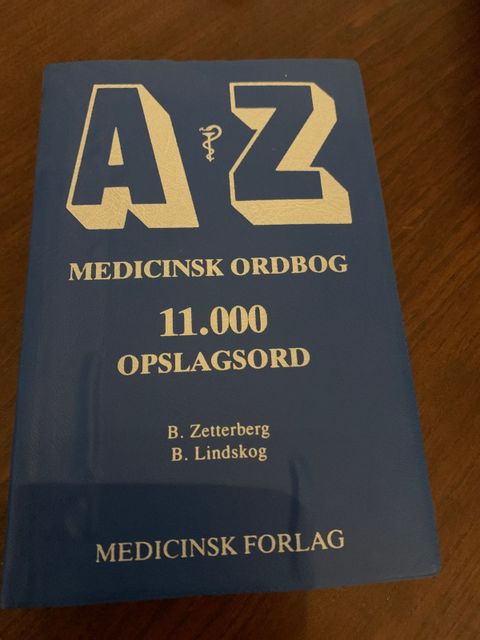 A Z
MEDICINSK ORDBOG
11.000
OPSLAGSORD
B. Zetterberg
B. Lindskog
MEDICINSK FORLAG